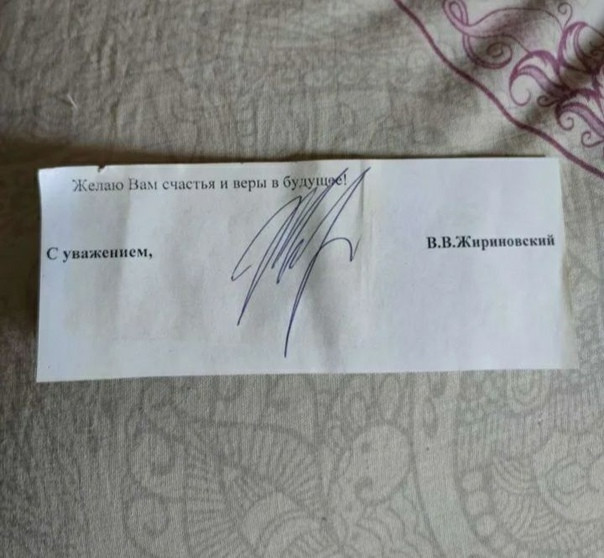 Желаю Вам счастья и веры в будущее!
С уважением,
В.В.Жириновский